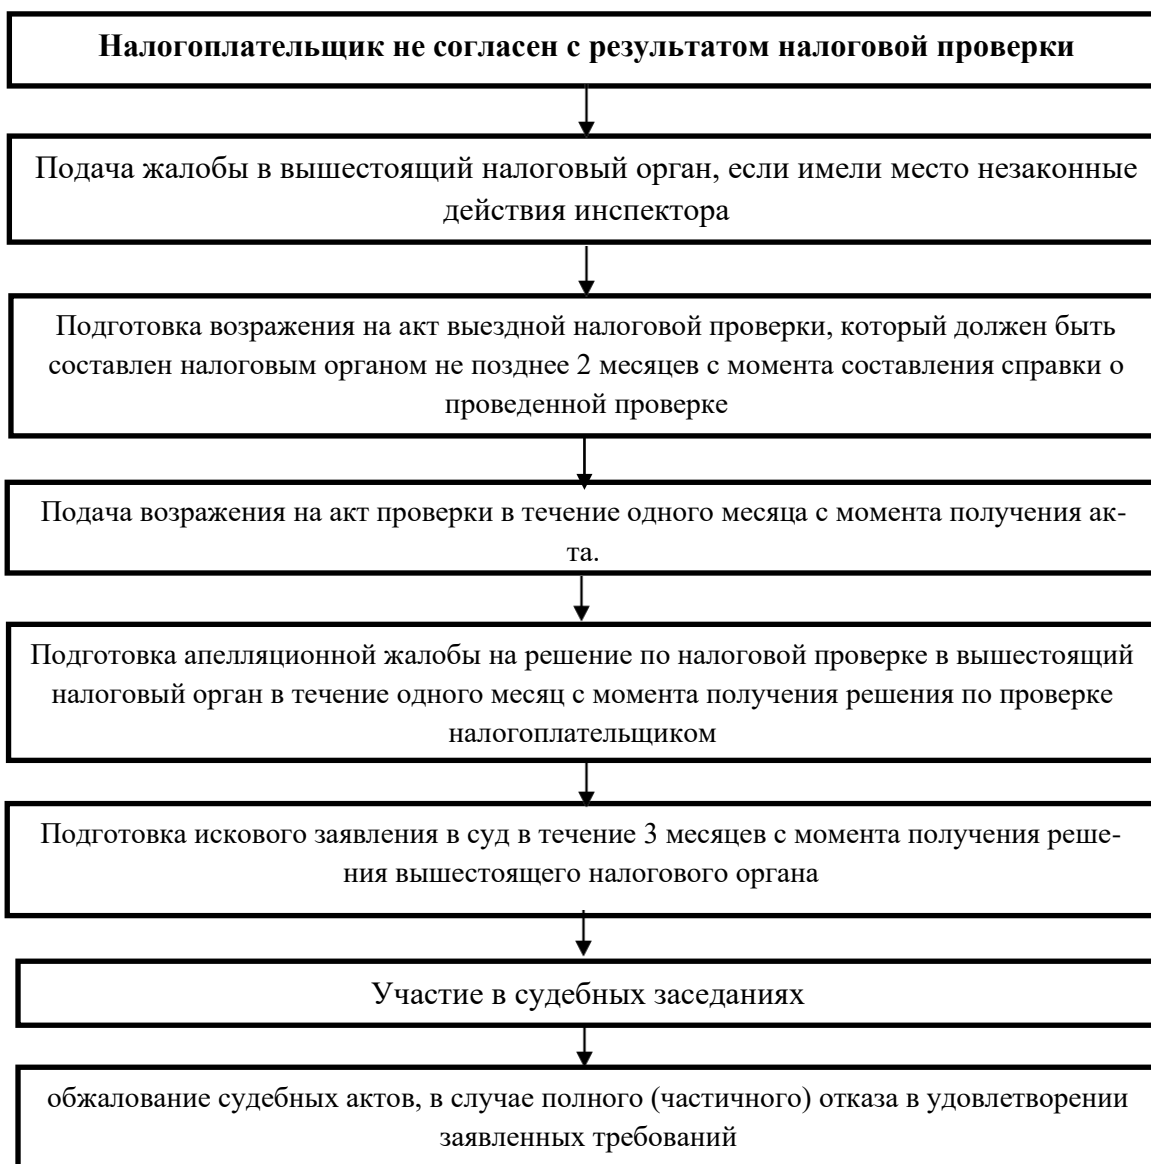 Налогоплательщик не согласен с результатом налоговой проверки
Подача жалобы в вышестоящий налоговый орган, если имели место незаконные
действия инспектора
Подготовка возражения на акт выездной налоговой проверки, который должен быть
составлен налоговым органом не позднее 2 месяцев с момента составления справки о
проведенной проверке
Подача возражения на акт проверки в течение одного месяца с момента получения ак-
та.
Подготовка апелляционной жалобы на решение по налоговой проверке в вышестоящий
налоговый орган в течение одного месяц с момента получения решения по проверке
налогоплательщиком
Подготовка искового заявления в суд в течение 3 месяцев с момента получения реше-
ния вышестоящего налогового органа
Участие в судебных заседаниях
обжалование судебных актов, в случае полного (частичного) отказа в удовлетворении
заявленных требований